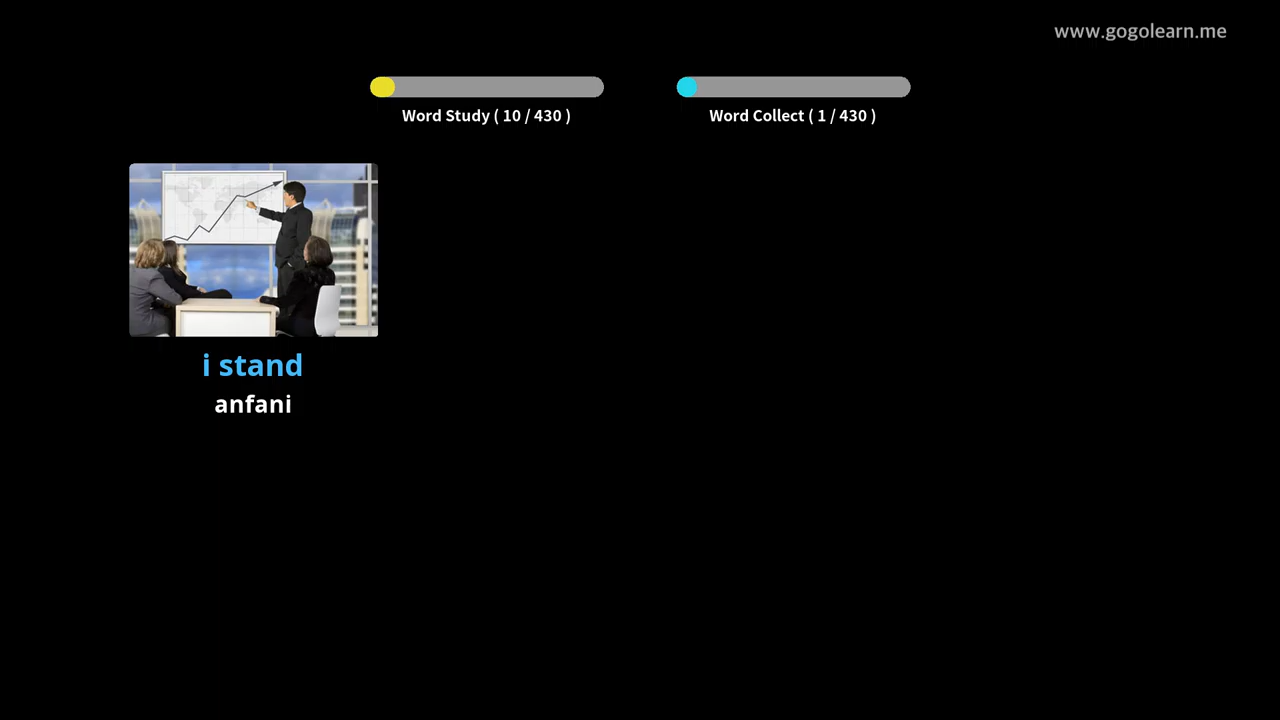 www.gogolearn.me
Word Study ( 10 / 430 )
Word Collect ( 1 / 430 )
i stand
anfani